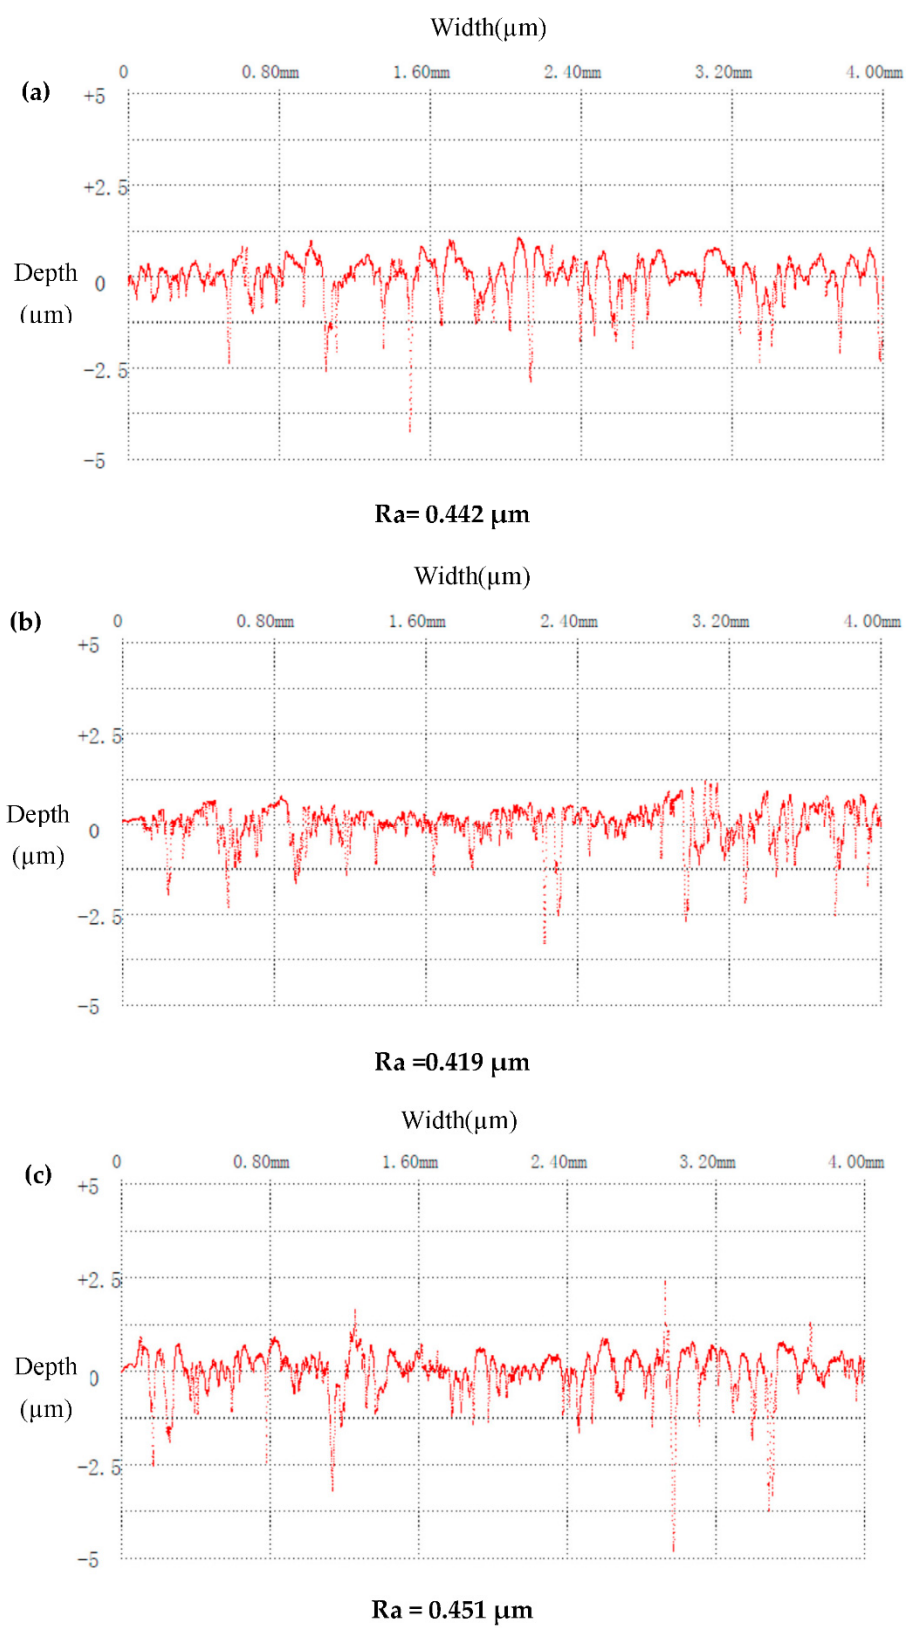 Width(µm)
0 0.80mm 1.60mm 2.40mm 3.20mm 4.00mm
(a)
+5
+2.5
Depth
0
(µm)
-2.5
-5
Ra= 0.442 µm
Width(µm)
(b)
0 0.80mm 1.60mm 2.40mm 3.20mm 4.00mm
+5
+2.5
Depth
0
(µm)
-2.5
-5
Ra =0.419 µm
Width(µm)
0 0.80mm 1.60mm 2.40mm 3.20mm 4.00mm
(c)
+5
+2.5
Depth
0
(µm)
-2.5
-5
Ra = 0.451 µm